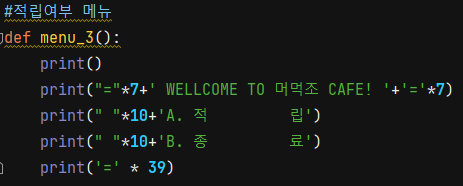 #적립여부 메뉴
def menu_3():
    print()
    print("="*7+' WELLCOME TO 머먹조 CAFE! '+'='*7)
    print(" "*10+'A. 적          립')
    print(" "*10+'B. 종          료')
    print('=' * 39)